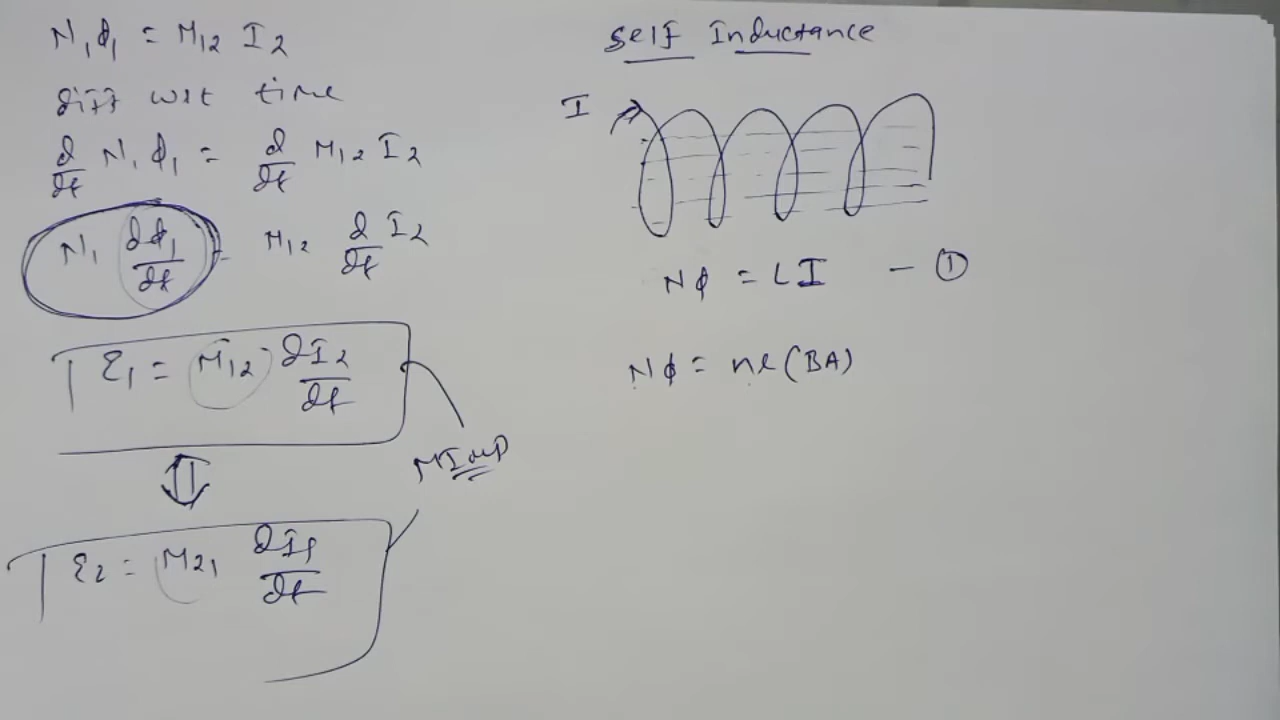 N₁ϕ₁ = M₁₂ I₂
diff wrt time
d/dt N₁ϕ₁ = d/dt M₁₂ I₂
N₁ dϕ₁/dt = M₁₂ d/dt I₂
ε₁ = M₁₂ dI₂/dt
ε₂ = M₂₁ dI₁/dt
Self Inductance
I
Nϕ = LI — ①
Nϕ = nl(BA)